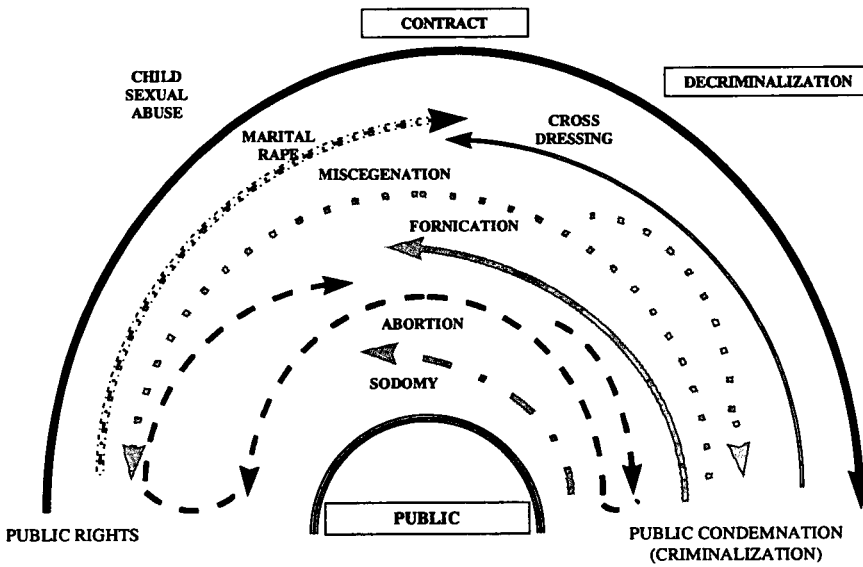 CONTRACT
CHILD
SEXUAL
ABUSE
DECRIMINALIZATION
MARITAL
RAPE
CROSS
DRESSING
MISCEGENATION
FORNICATION
ABORTION
SODOMY
PUBLIC
PUBLIC RIGHTS
PUBLIC CONDEMNATION
(CRIMINALIZATION)